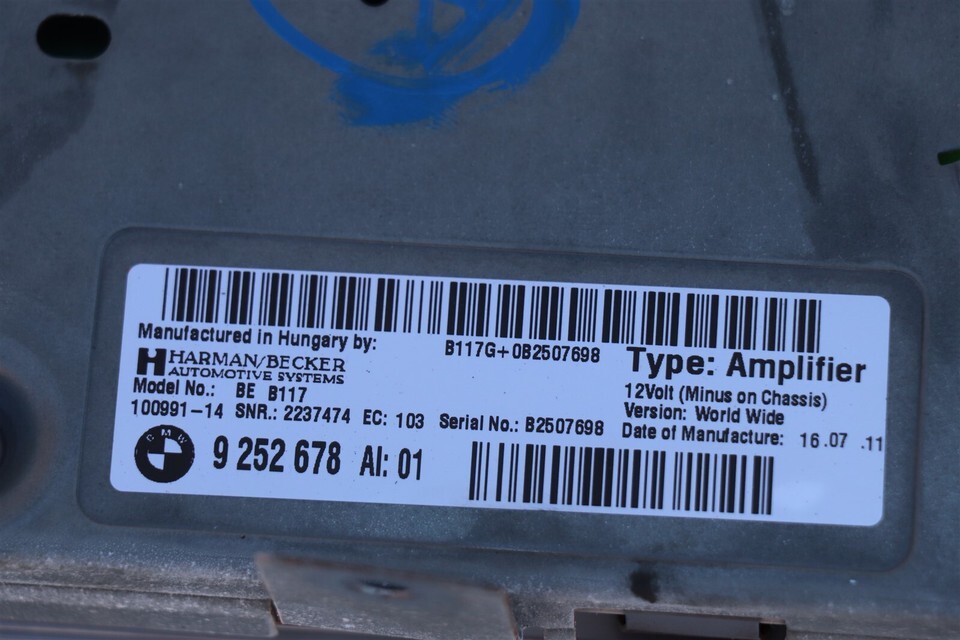 Manufactured in Hungary by:
B117G+0B2507698
Type: Amplifier
HARMAN/BECKER
AUTOMOTIVE SYSTEMS
12Volt (Minus on Chassis)
Model No.: BE B117
Version: World Wide
100991-14 SNR.: 2237474 EC: 103 Serial No.: B2507698 Date of Manufacture: 16.07 .11
BMW 9 252 678 AI: 01